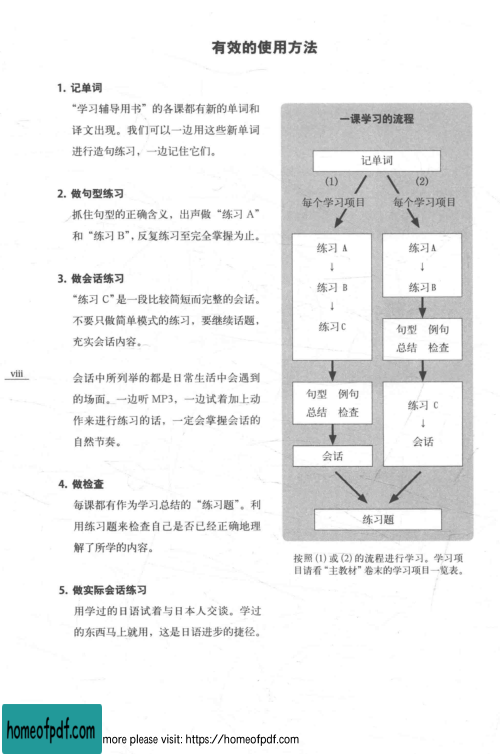 有效的使用方法
1. 记单词
“学习辅导用书”的各课都有新的单词和
译文出现。我们可以一边用这些新单词
进行造句练习，一边记住它们。
2. 做句型练习
抓住句型的正确含义，出声做“练习 A”
和“练习 B”，反复练习至完全掌握为止。
3. 做会话练习
“练习 C”是一段比较简短而完整的会话。
不要只做简单模式的练习，要继续话题，
充实会话内容。
viii
会话中所列举的都是日常生活中会遇到
的场面。一边听 MP3，一边试着加上动
作来进行练习的话，一定会掌握会话的
自然节奏。
4. 做检查
每课都有作为学习总结的“练习题”。利
用练习题来检查自己是否已经正确地理
解了所学的内容。
5. 做实际会话练习
用学过的日语试着与日本人交谈。学过
的东西马上就用，这是日语进步的捷径。
一课学习的流程
记单词
(1)
每个学习项目
练习 A
↓
练习 B
↓
练习 C
句型 例句
总结 检查
会话
(2)
每个学习项目
练习 A
↓
练习 B
句型 例句
总结 检查
练习 C
↓
会话
练习题
按照 (1) 或 (2) 的流程进行学习。学习项
目请看“主教材”卷末的学习项目一览表。
homeofpdf.com
more please visit: https://homeofpdf.com